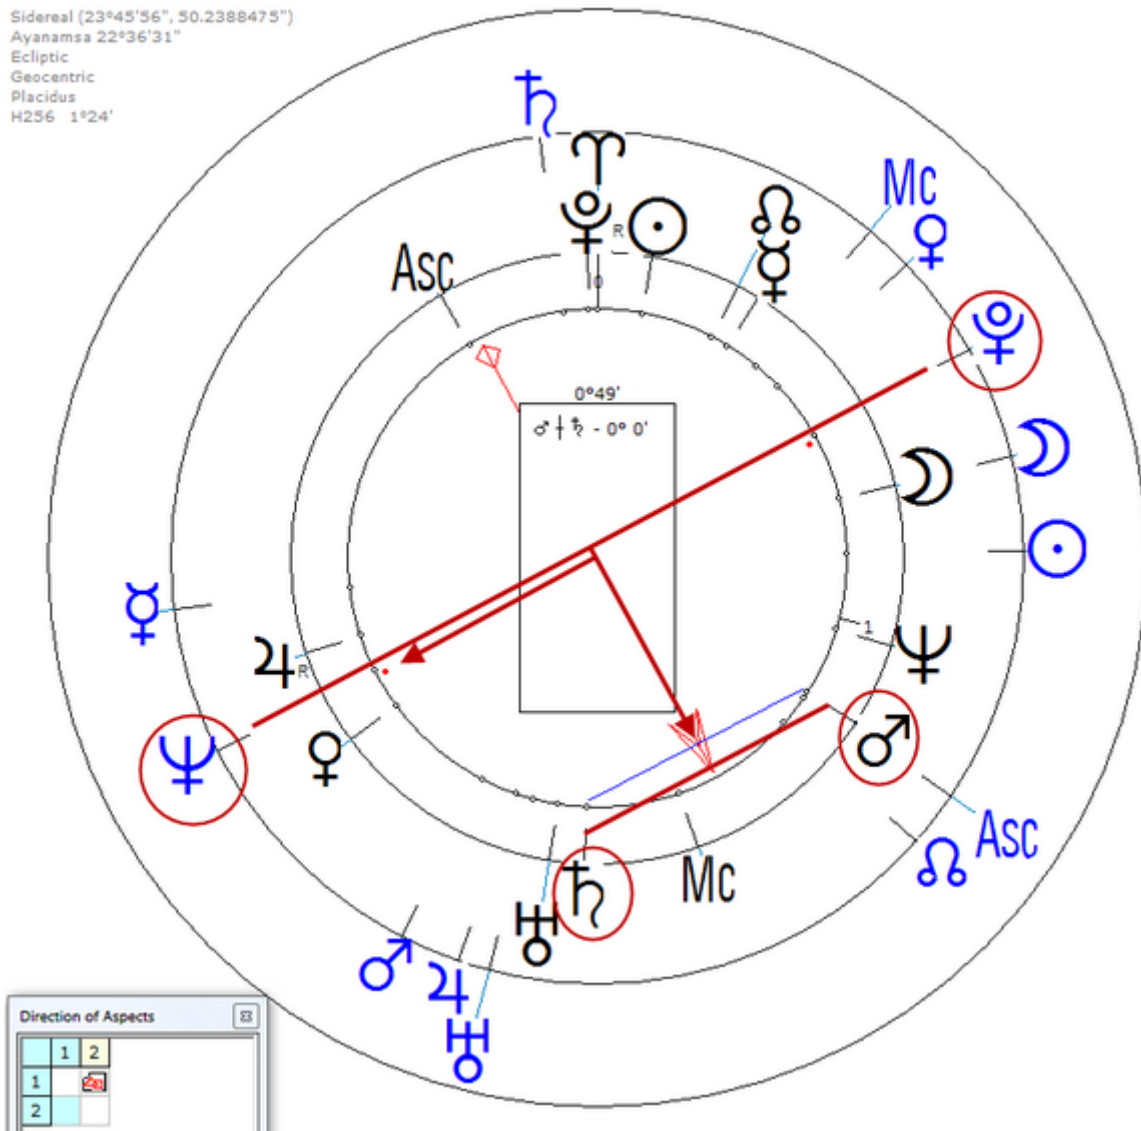 Sidereal (23°45'56", 50.2388475")
Ayanamsa 22°36'31"
Ecliptic
Geocentric
Placidus
H256 1°24'
♄
♈
Mc
♀
♇
R
☉
☊
☿
Asc
0
♇
0°49'
♂ ╫ ♄ - 0° 0'
☽
☽
☉
☿
♃
R
1
♆
♆
♀
♂
Asc
☊
Mc
♄
♅
♂
♃
♅
Direction of Aspects
1 2
1
2